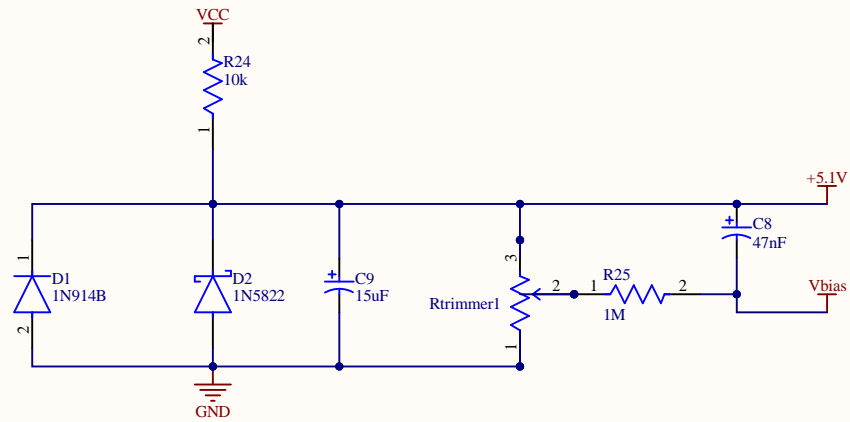 VCC
2
R24
10k
1
+5.1V
C8
47nF
1
D1
1N914B
2
D2
1N5822
C9
15uF
3
Rtrimmer1
2
1
R25
1
2
1M
Vbias
GND